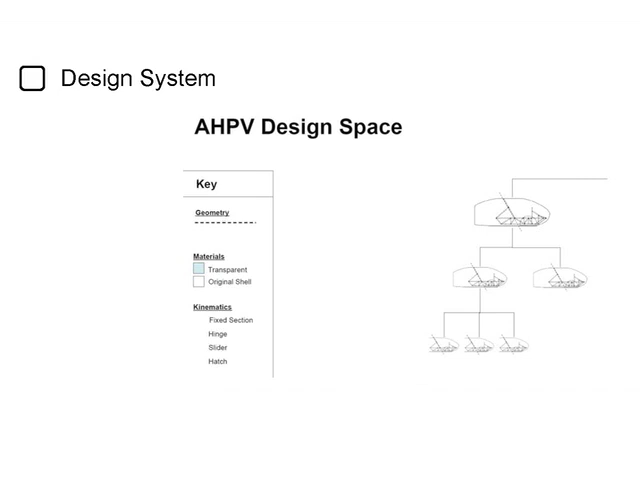 Design System
AHPV Design Space
Key
Geometry
Materials
Transparent
Original Shell
Kinematics
Fixed Section
Hinge
Slider
Hatch